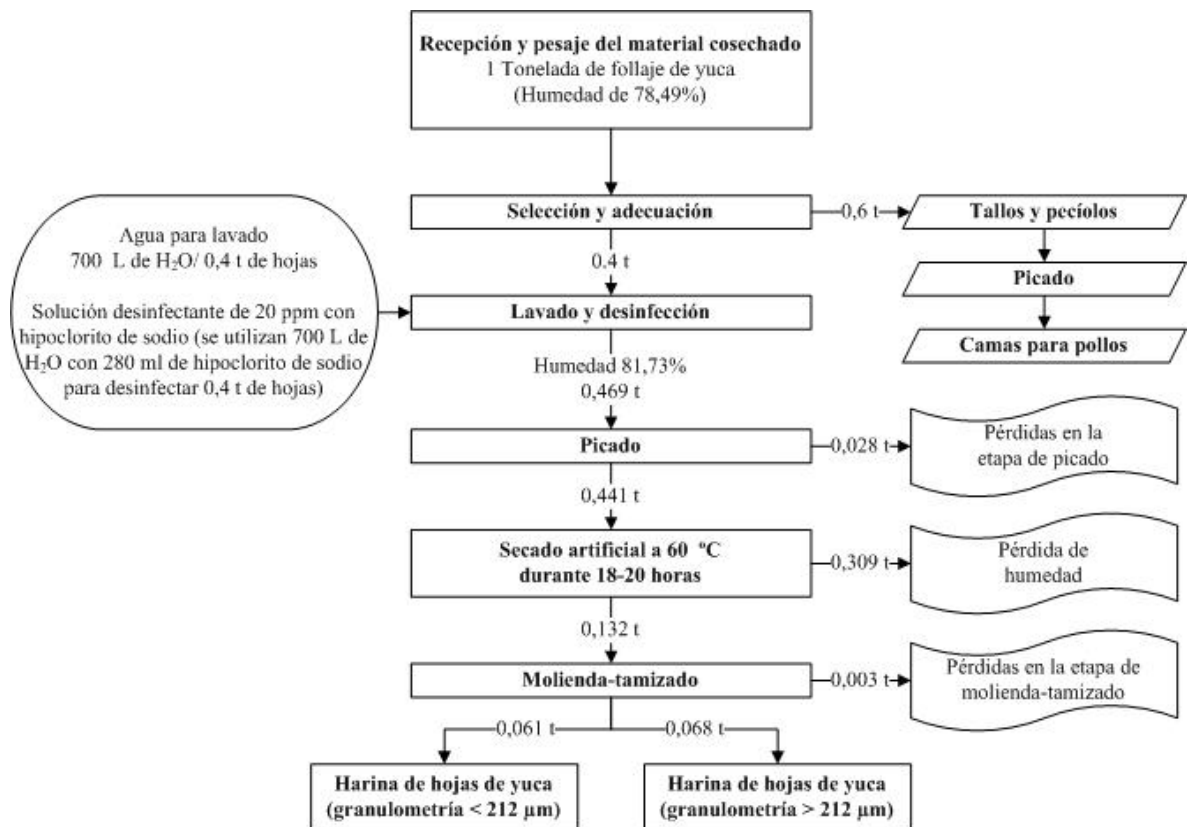 Recepción y pesaje del material cosechado
1 Tonelada de follaje de yuca
(Humedad de 78,49%)
Selección y adecuación
0,6 t
Tallos y pecíolos
Picado
Camas para pollos
0.4 t
Agua para lavado
700 L de H₂O/ 0,4 t de hojas
Solución desinfectante de 20 ppm con
hipoclorito de sodio (se utilizan 700 L de
H₂O con 280 ml de hipoclorito de sodio
para desinfectar 0,4 t de hojas)
Lavado y desinfección
Humedad 81,73%
0,469 t
Picado
0,028 t
Pérdidas en la
etapa de picado
0,441 t
Secado artificial a 60 ºC
durante 18-20 horas
0,309 t
Pérdida de
humedad
0,132 t
Molienda-tamizado
0,003 t
Pérdidas en la etapa de
molienda-tamizado
0,061 t
0,068 t
Harina de hojas de yuca
(granulometría < 212 µm)
Harina de hojas de yuca
(granulometría > 212 µm)